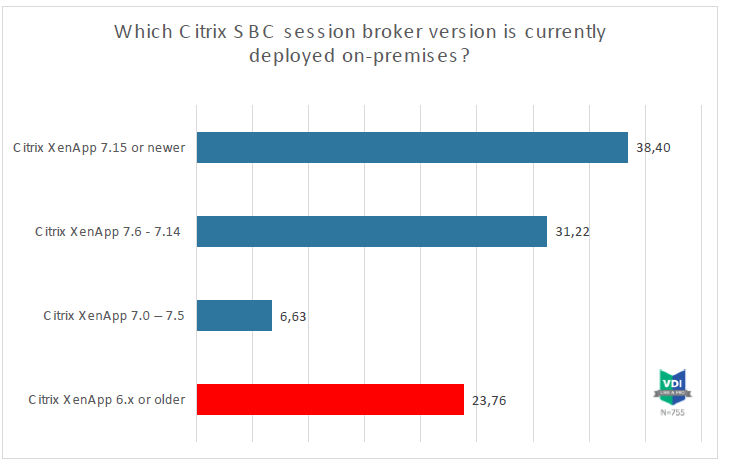 Which Citrix SBC session broker version is currently
deployed on-premises?
Citrix XenApp 7.15 or newer
38,40
Citrix XenApp 7.6 - 7.14
31,22
Citrix XenApp 7.0 – 7.5
6,63
Citrix XenApp 6.x or older
23,76
VDI
LIKE A PRO
N=755